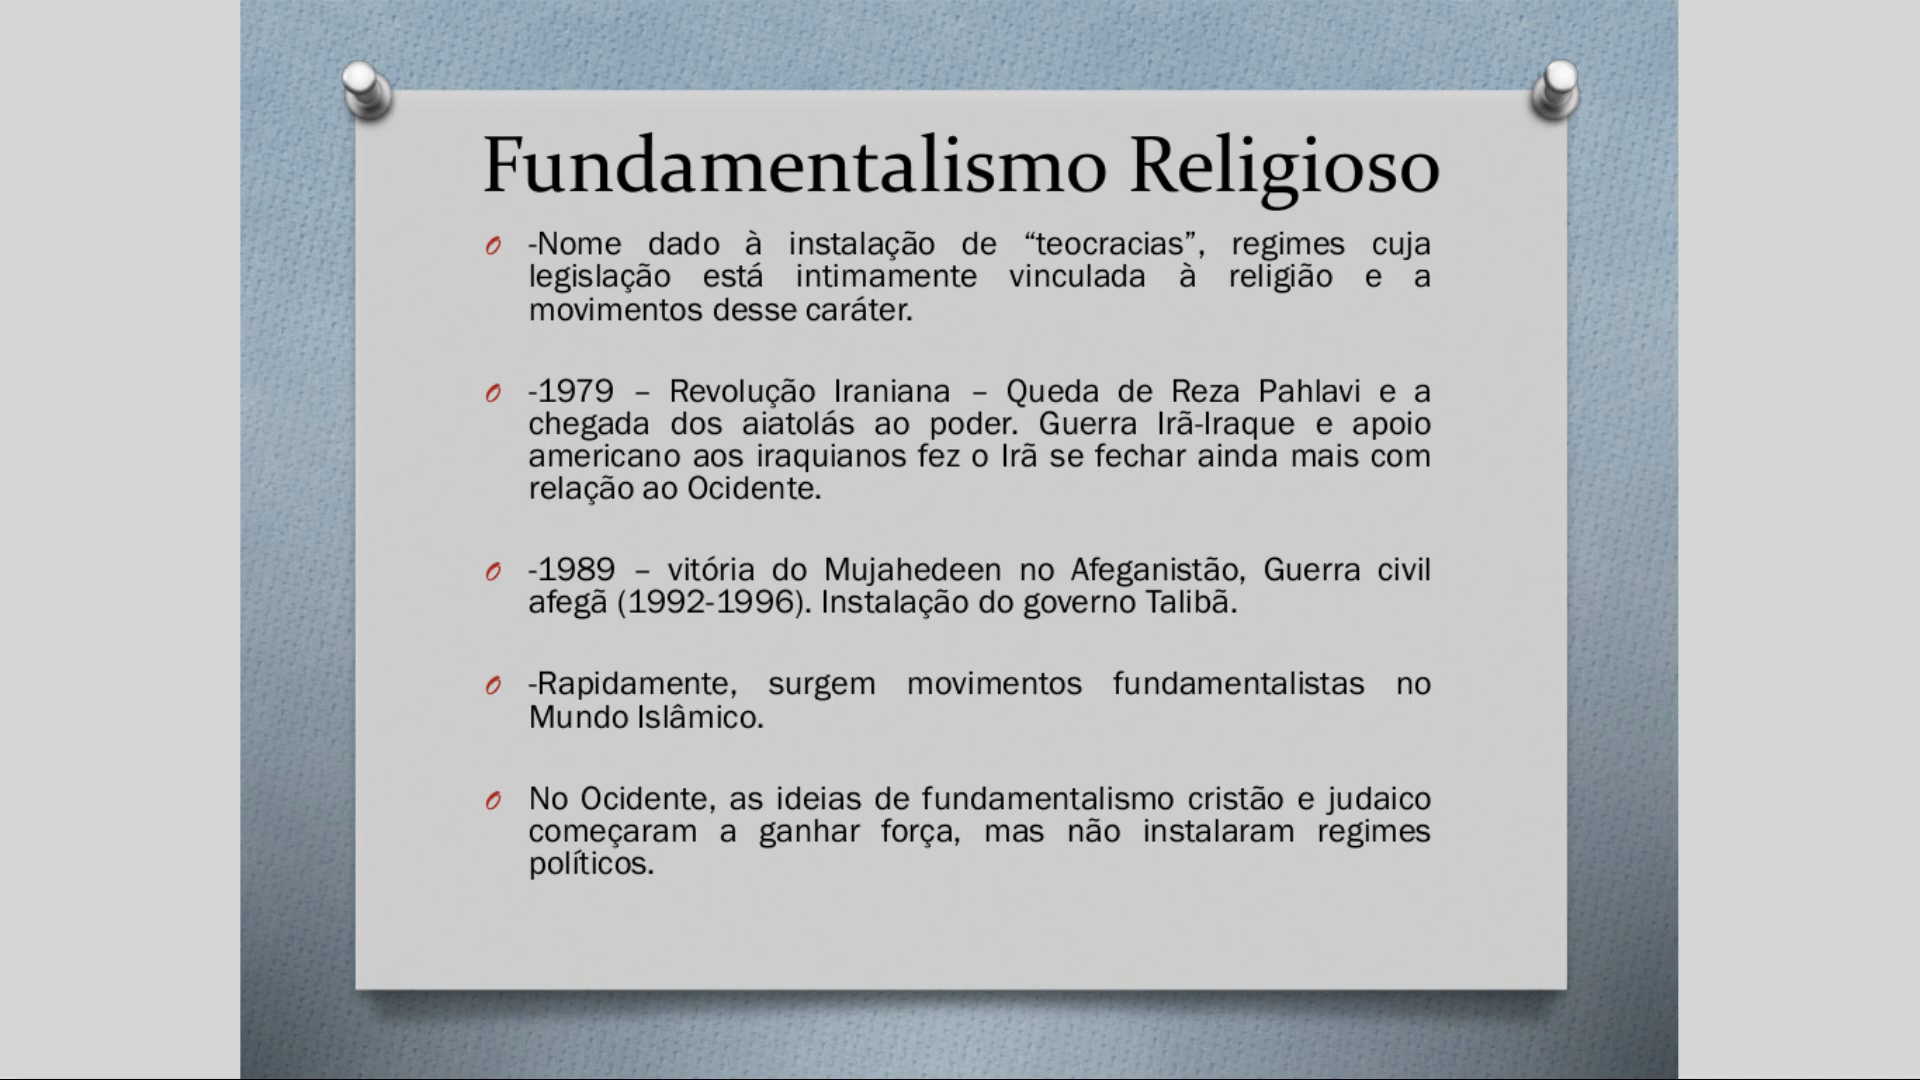 Fundamentalismo Religioso
-Nome dado à instalação de “teocracias”, regimes cuja
legislação está intimamente vinculada à religião e a
movimentos desse caráter.
-1979 – Revolução Iraniana – Queda de Reza Pahlavi e a
chegada dos aiatolás ao poder. Guerra Irã-Iraque e apoio
americano aos iraquianos fez o Irã se fechar ainda mais com
relação ao Ocidente.
-1989 – vitória do Mujahedeen no Afeganistão, Guerra civil
afegã (1992-1996). Instalação do governo Talibã.
-Rapidamente, surgem movimentos fundamentalistas no
Mundo Islâmico.
No Ocidente, as ideias de fundamentalismo cristão e judaico
começaram a ganhar força, mas não instalaram regimes
políticos.